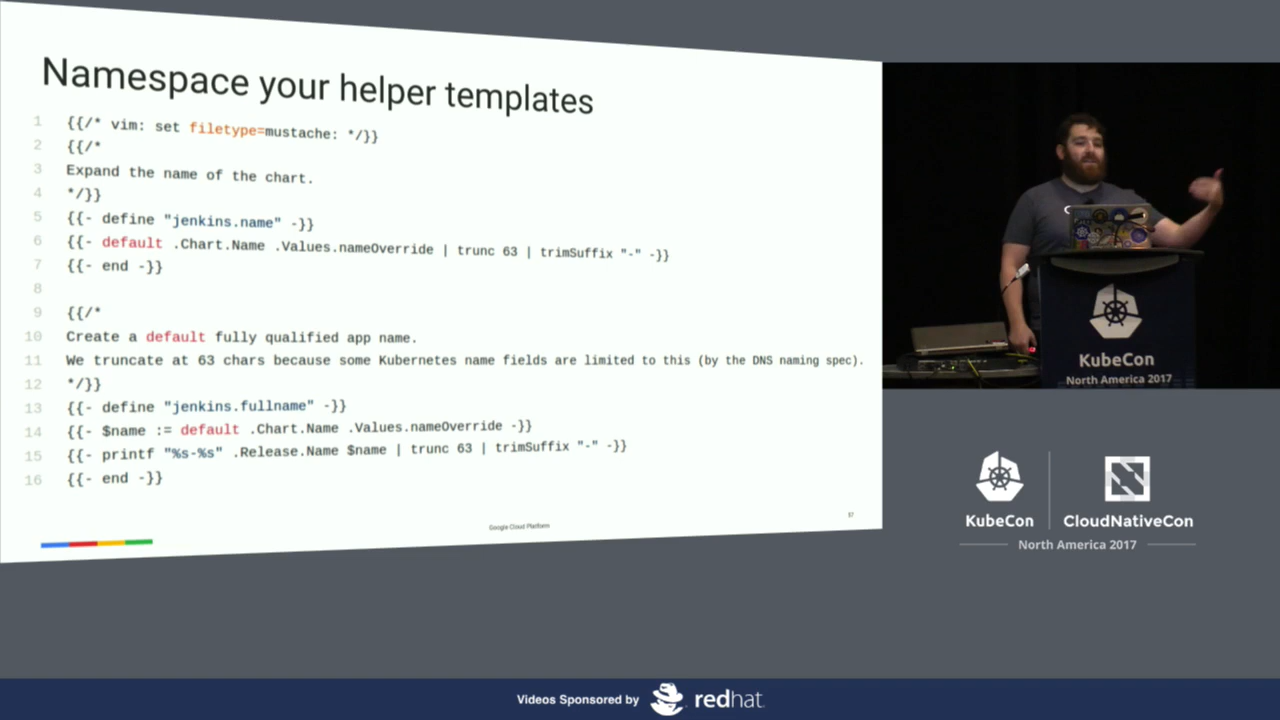 Namespace your helper templates
1 {{/* vim: set filetype=mustache: */}}
2 {{/*
3 Expand the name of the chart.
4 */}}
5 {{- define "jenkins.name" -}}
6 {{- default .Chart.Name .Values.nameOverride | trunc 63 | trimSuffix "-" -}}
7 {{- end -}}
8
9 {{/*
10 Create a default fully qualified app name.
11 We truncate at 63 chars because some Kubernetes name fields are limited to this (by the DNS naming spec).
12 */}}
13 {{- define "jenkins.fullname" -}}
14 {{- $name := default .Chart.Name .Values.nameOverride -}}
15 {{- printf "%s-%s" .Release.Name $name | trunc 63 | trimSuffix "-" -}}
16 {{- end -}}
Google Cloud Platform
57
KubeCon
North America 2017
KubeCon
CloudNativeCon
North America 2017
Videos Sponsored by
redhat